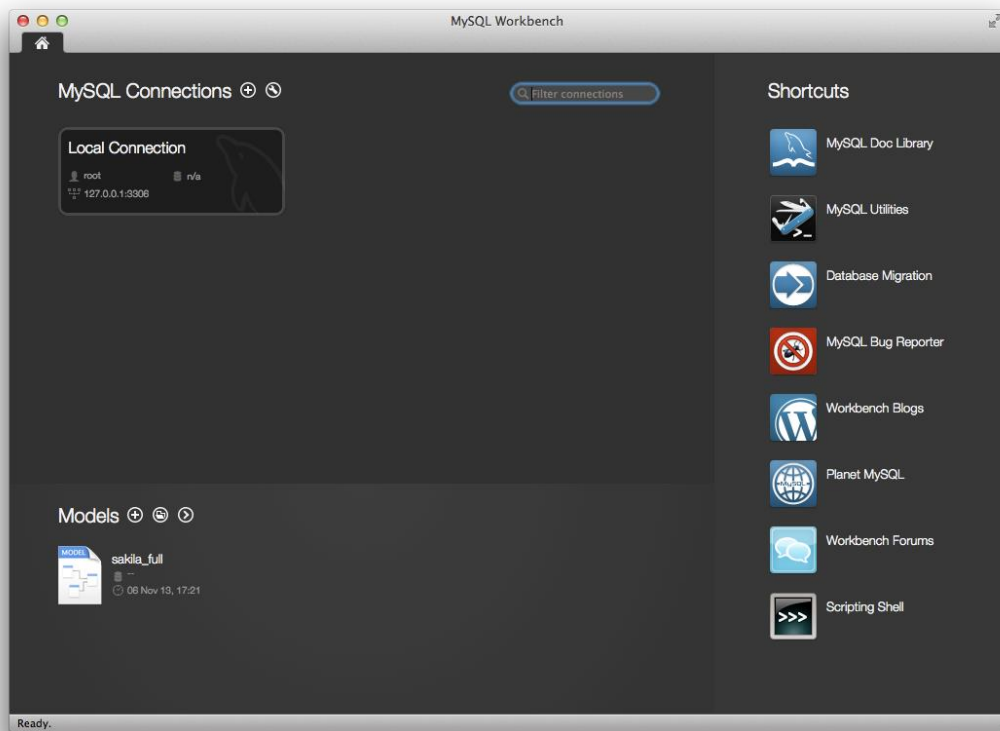 MySQL Workbench
MySQL Connections
Filter connections
Local Connection
root
n/a
127.0.0.1:3306
Shortcuts
MySQL Doc Library
MySQL Utilities
Database Migration
MySQL Bug Reporter
Workbench Blogs
Planet MySQL
MySQL
Workbench Forums
>>>
Scripting Shell
Models
MODEL
sakila_full
--
06 Nov 13, 17:21
Ready.